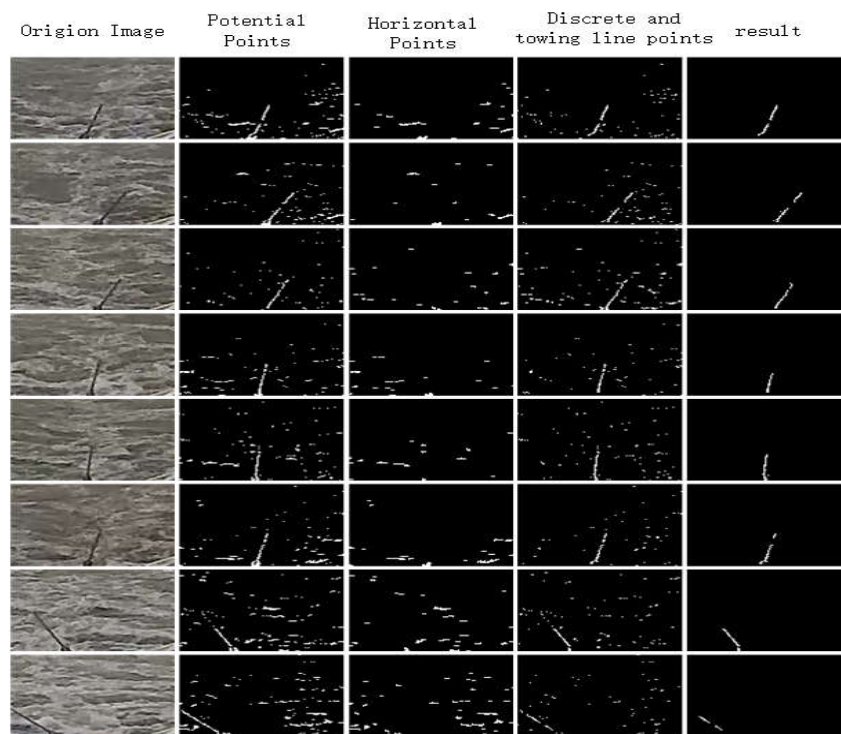 Origion Image
Potential
Points
Horizontal
Points
Discrete and
towing line points
result